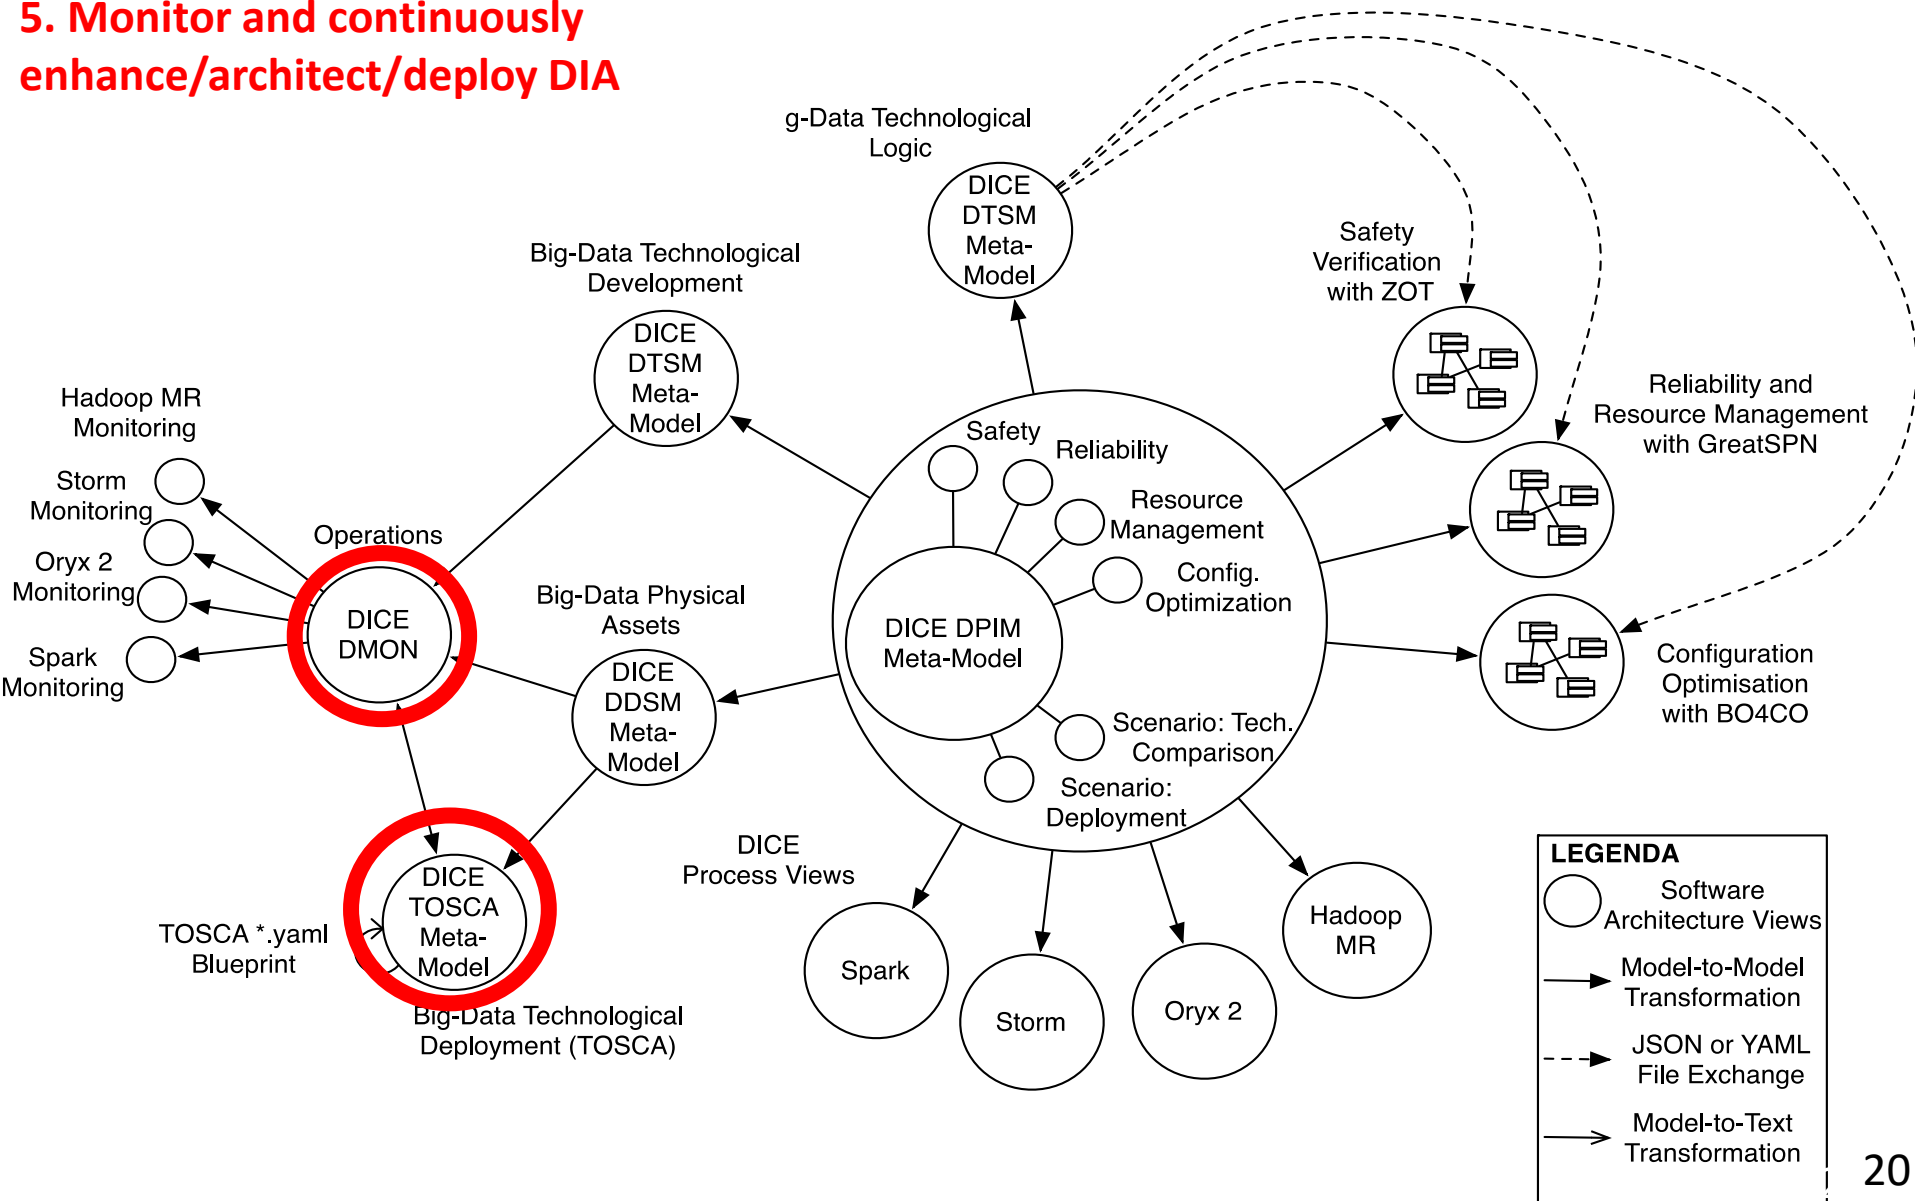 5. Monitor and continuously
enhance/architect/deploy DIA
g-Data Technological
Logic
DICE
DTSM
Meta-
Model
Big-Data Technological
Development
DICE
DTSM
Meta-
Model
Safety
Verification
with ZOT
Reliability and
Resource Management
with GreatSPN
Configuration
Optimisation
with BO4CO
Hadoop MR
Monitoring
Storm
Monitoring
Oryx 2
Monitoring
Spark
Monitoring
Operations
DICE
DMON
Big-Data Physical
Assets
DICE
DDSM
Meta-
Model
Safety
Reliability
Resource
Management
Config.
Optimization
DICE DPIM
Meta-Model
Scenario: Tech.
Comparison
Scenario:
Deployment
DICE
TOSCA
Meta-
Model
TOSCA *.yaml
Blueprint
Big-Data Technological
Deployment (TOSCA)
DICE
Process Views
Spark
Storm
Oryx 2
Hadoop
MR
LEGENDA
Software
Architecture Views
Model-to-Model
Transformation
JSON or YAML
File Exchange
Model-to-Text
Transformation
20